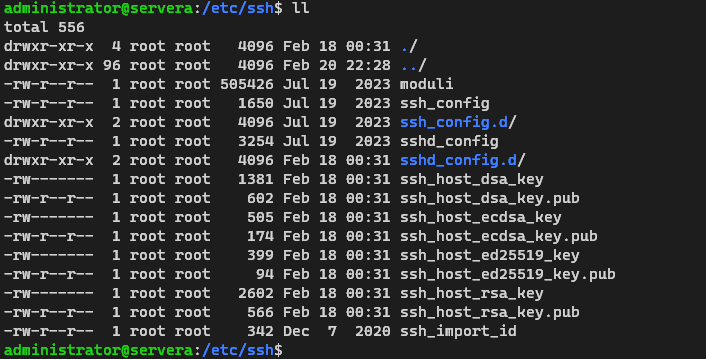 administrator@servera:/etc/ssh$ ll
total 556
drwxr-xr-x  4 root root   4096 Feb 18 00:31 ./
drwxr-xr-x 96 root root   4096 Feb 20 22:28 ../
-rw-r--r--  1 root root 505426 Jul 19  2023 moduli
-rw-r--r--  1 root root   1650 Jul 19  2023 ssh_config
drwxr-xr-x  2 root root   4096 Jul 19  2023 ssh_config.d/
-rw-r--r--  1 root root   3254 Jul 19  2023 sshd_config
drwxr-xr-x  2 root root   4096 Feb 18 00:31 sshd_config.d/
-rw-------  1 root root   1381 Feb 18 00:31 ssh_host_dsa_key
-rw-r--r--  1 root root    602 Feb 18 00:31 ssh_host_dsa_key.pub
-rw-------  1 root root    505 Feb 18 00:31 ssh_host_ecdsa_key
-rw-r--r--  1 root root    174 Feb 18 00:31 ssh_host_ecdsa_key.pub
-rw-------  1 root root    399 Feb 18 00:31 ssh_host_ed25519_key
-rw-r--r--  1 root root     94 Feb 18 00:31 ssh_host_ed25519_key.pub
-rw-------  1 root root   2602 Feb 18 00:31 ssh_host_rsa_key
-rw-r--r--  1 root root    566 Feb 18 00:31 ssh_host_rsa_key.pub
-rw-r--r--  1 root root    342 Dec  7  2020 ssh_import_id
administrator@servera:/etc/ssh$